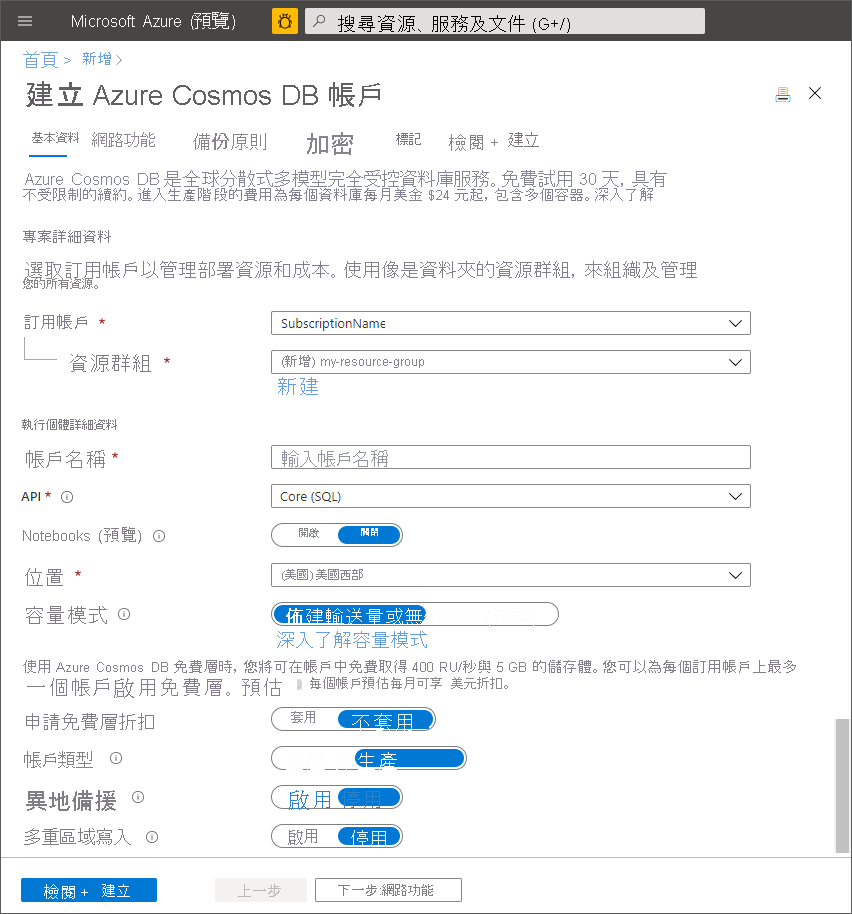 Microsoft Azure (預覽)
搜尋資源、服務及文件 (G+/)
首頁 > 新增 >
建立 Azure Cosmos DB 帳戶
基本資料 網路功能 備份原則 加密 標記 檢閱 + 建立
Azure Cosmos DB 是全球分散式多模型完全受控資料庫服務。免費試用 30 天, 具有
不受限制的續約。進入生產階段的費用為每個資料庫每月美金 $24 元起, 包含多個容器。深入了解
專案詳細資料
選取訂用帳戶以管理部署資源和成本。使用像是資料夾的資源群組, 來組織及管理
您的所有資源。
訂用帳戶 * SubscriptionName
資源群組 * (新增) my-resource-group
新建
執行個體詳細資料
帳戶名稱 * 輸入帳戶名稱
API * Core (SQL)
Notebooks (預覽) 開啟 關閉
位置 * (美國) 美國西部
容量模式 佈建輸送量或無
深入了解容量模式
使用 Azure Cosmos DB 免費層時, 您將可在帳戶中免費取得 400 RU/秒與 5 GB 的儲存體。您可以為每個訂用帳戶上最多
一個帳戶啟用免費層。預估 每個帳戶預估每月可享 美元折扣。
申請免費層折扣 套用 不套用
帳戶類型 生產
異地備援 啟用 停用
多重區域寫入 啟用 停用
檢閱 + 建立 上一步 下一步:網路功能